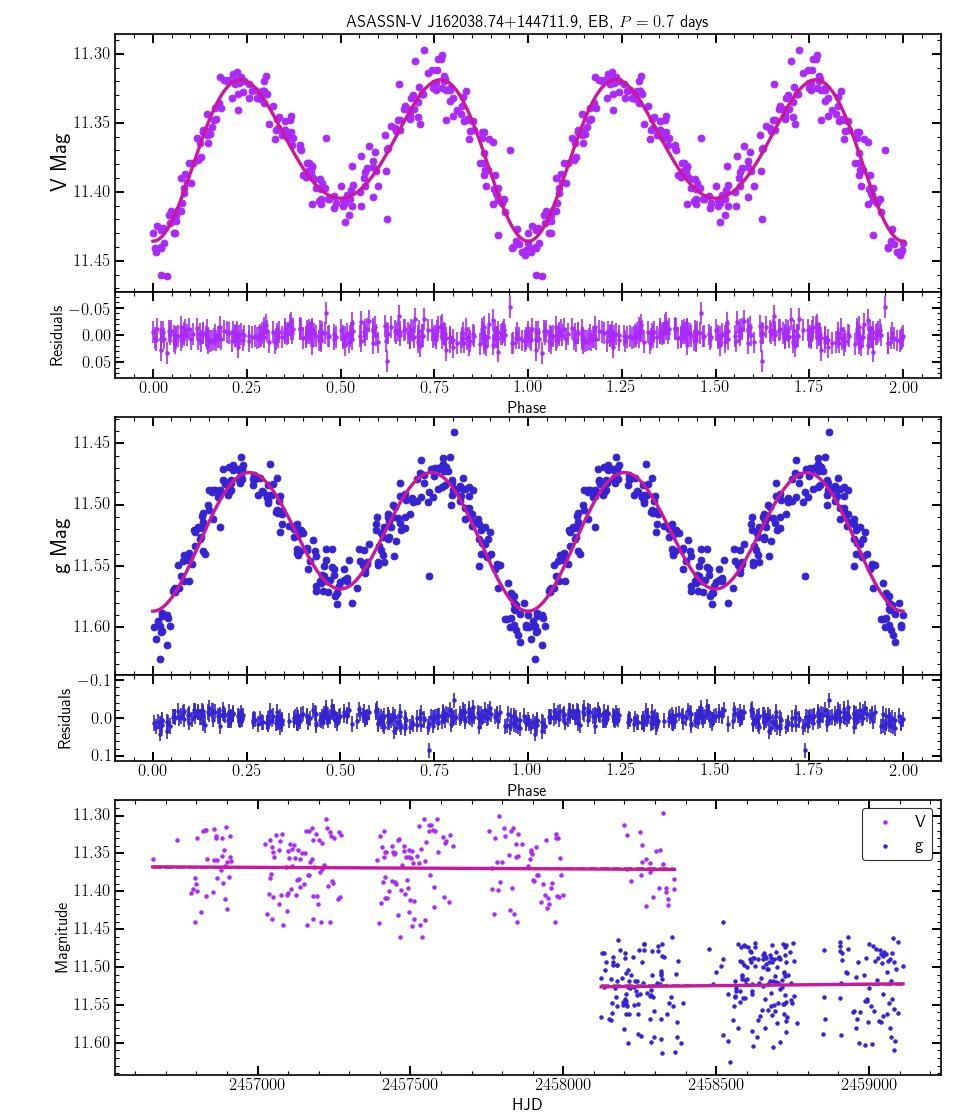 ASASSN-V J162038.74+144711.9, EB, P = 0.7 days
11.30
11.35
11.40
11.45
V Mag
−0.05
0.00
0.05
Residuals
0.00 0.25 0.50 0.75 1.00 1.25 1.50 1.75 2.00
Phase
11.45
11.50
11.55
11.60
g Mag
−0.1
0.0
0.1
Residuals
0.00 0.25 0.50 0.75 1.00 1.25 1.50 1.75 2.00
Phase
11.30
11.35
11.40
11.45
11.50
11.55
11.60
Magnitude
V
g
2457000 2457500 2458000 2458500 2459000
HJD